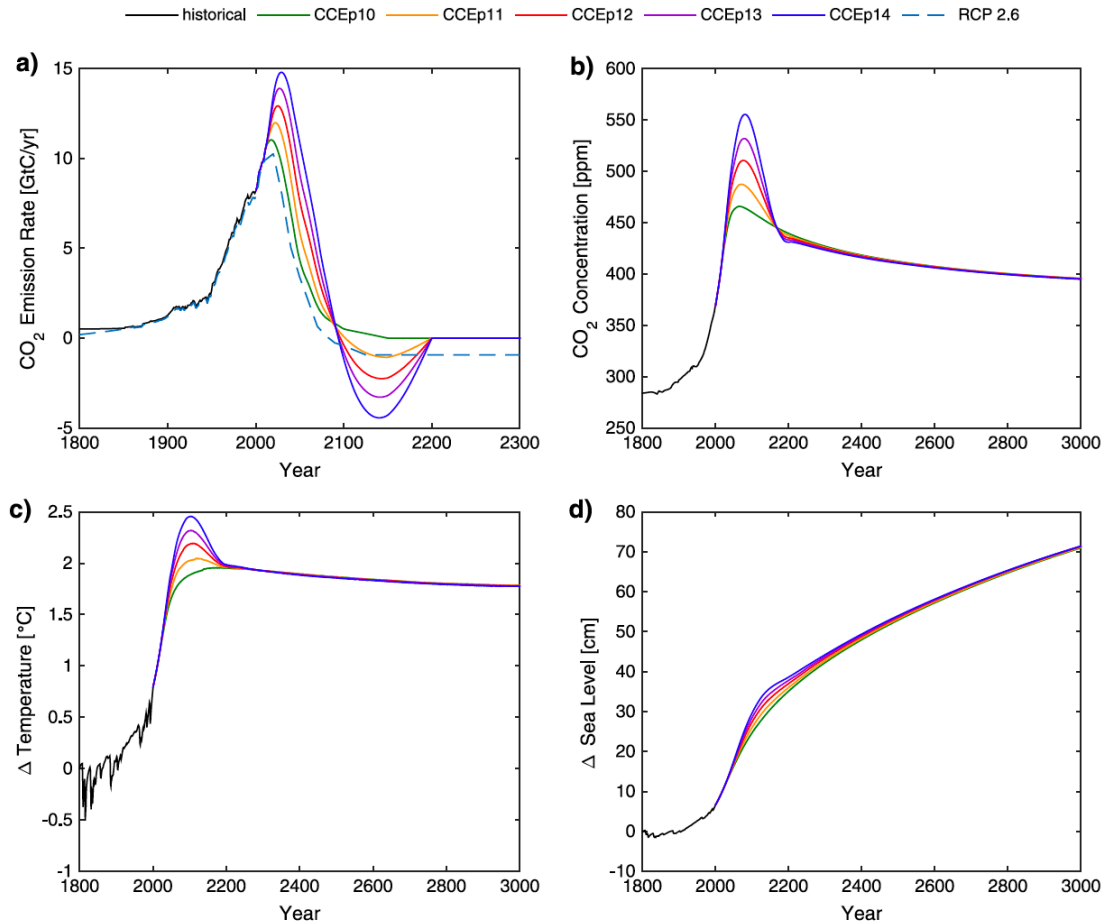 historical CCEp10 CCEp11 CCEp12 CCEp13 CCEp14 RCP 2.6
a)
15
10
5
0
-5
1800 1900 2000 2100 2200 2300
Year
CO2 Emission Rate [GtC/yr]
b)
600
550
500
450
400
350
300
250
1800 2000 2200 2400 2600 2800 3000
Year
CO2 Concentration [ppm]
c)
2.5
2
1.5
1
0.5
0
-0.5
-1
1800 2000 2200 2400 2600 2800 3000
Year
Δ Temperature [°C]
d)
80
70
60
50
40
30
20
10
0
-10
1800 2000 2200 2400 2600 2800 3000
Year
Δ Sea Level [cm]